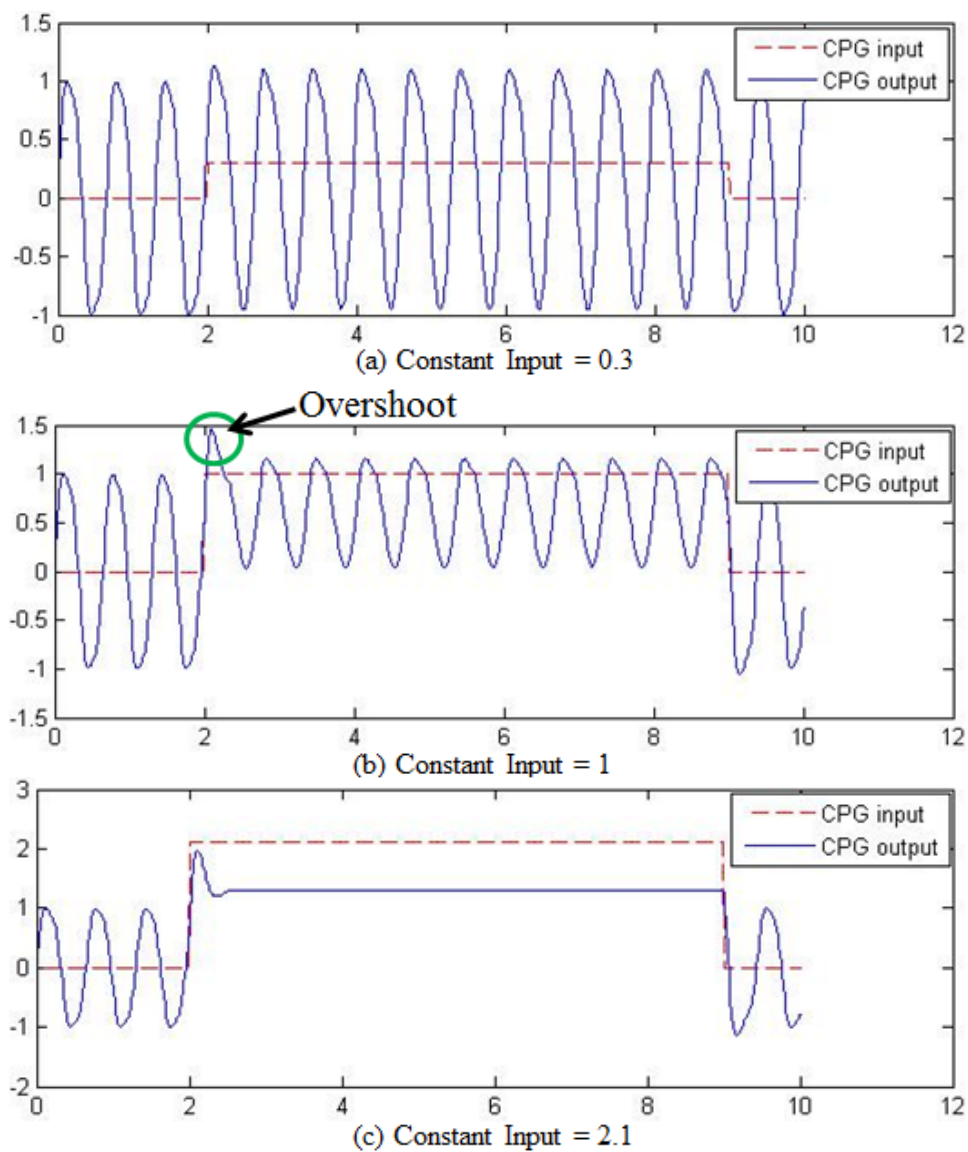 1.5
1
0.5
0
-0.5
-1
0 2 4 6 8 10 12
CPG input
CPG output
(a) Constant Input = 0.3
Overshoot
1.5
1
0.5
0
-0.5
-1
-1.5
0 2 4 6 8 10 12
CPG input
CPG output
(b) Constant Input = 1
3
2
1
0
-1
-2
0 2 4 6 8 10 12
CPG input
CPG output
(c) Constant Input = 2.1